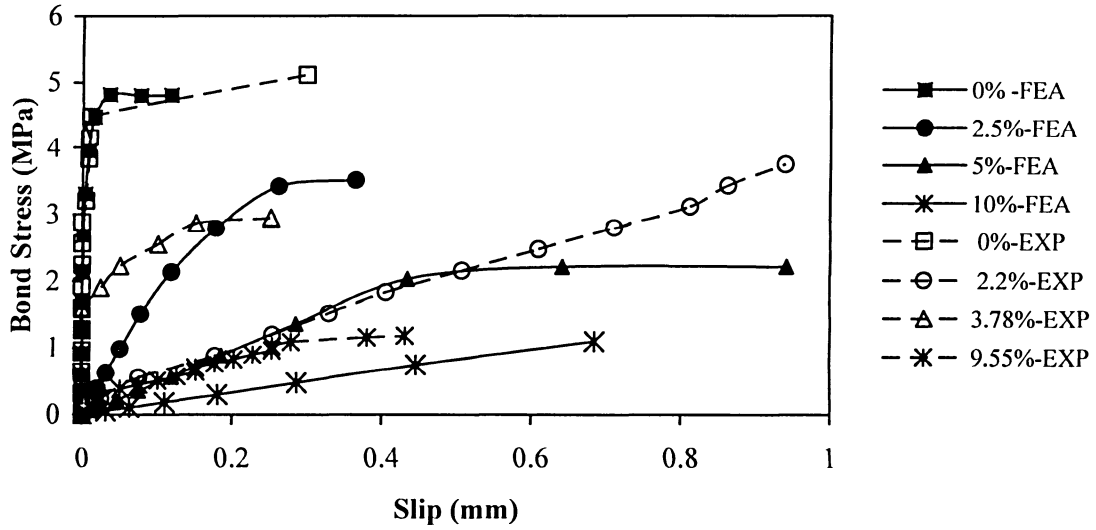 6
5
4
3
2
1
0
Bond Stress (MPa)
0 0.2 0.4 0.6 0.8 1
Slip (mm)
0% -FEA
2.5%-FEA
5%-FEA
10%-FEA
0%-EXP
2.2%-EXP
3.78%-EXP
9.55%-EXP